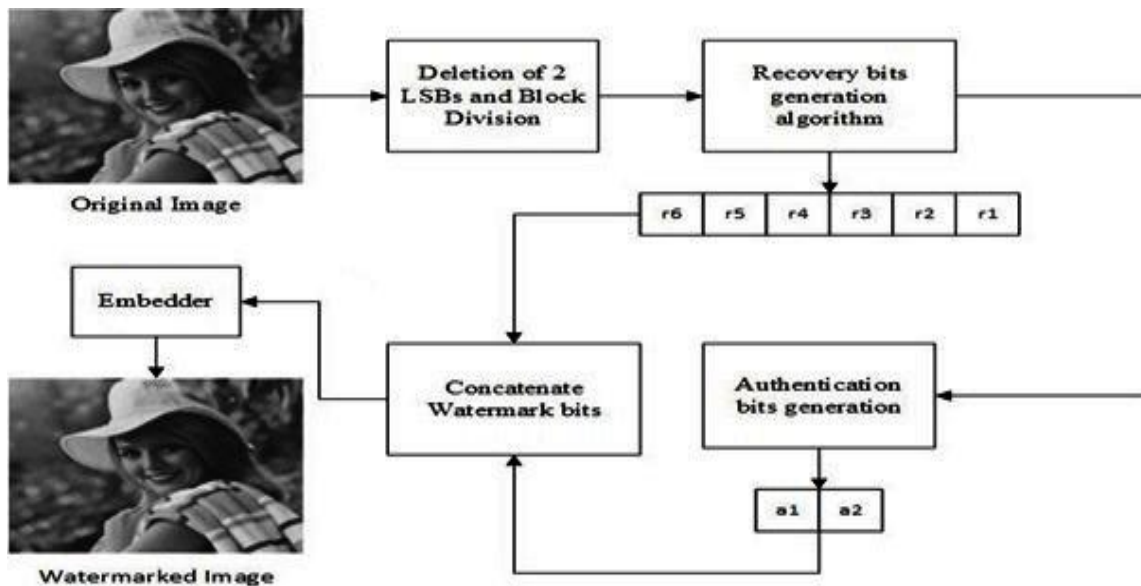 Deletion of 2
LSBs and Block
Division
Recovery bits
generation
algorithm
Original Image
r6 r5 r4 r3 r2 r1
Embedder
Concatenate
Watermark bits
Authentication
bits generation
a1 a2
Watermarked Image